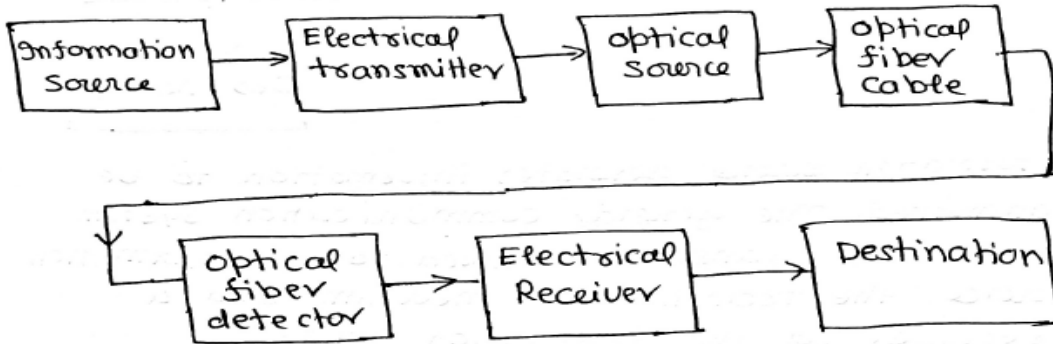 Information
Source
Electrical
transmitter
optical
source
optical
fiber
cable
optical
fiber
detector
Electrical
Receiver
Destination